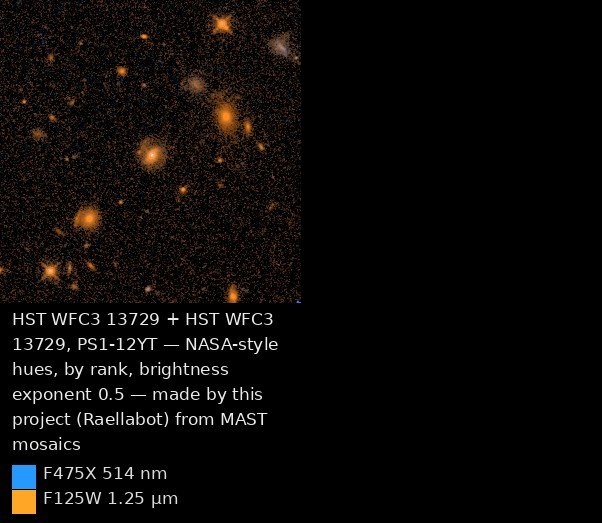 HST WFC3 13729 + HST WFC3
13729, PS1-12YT — NASA-style
hues, by rank, brightness
exponent 0.5 — made by this
project (Raellabot) from MAST
mosaics
F475X 514 nm
F125W 1.25 μm